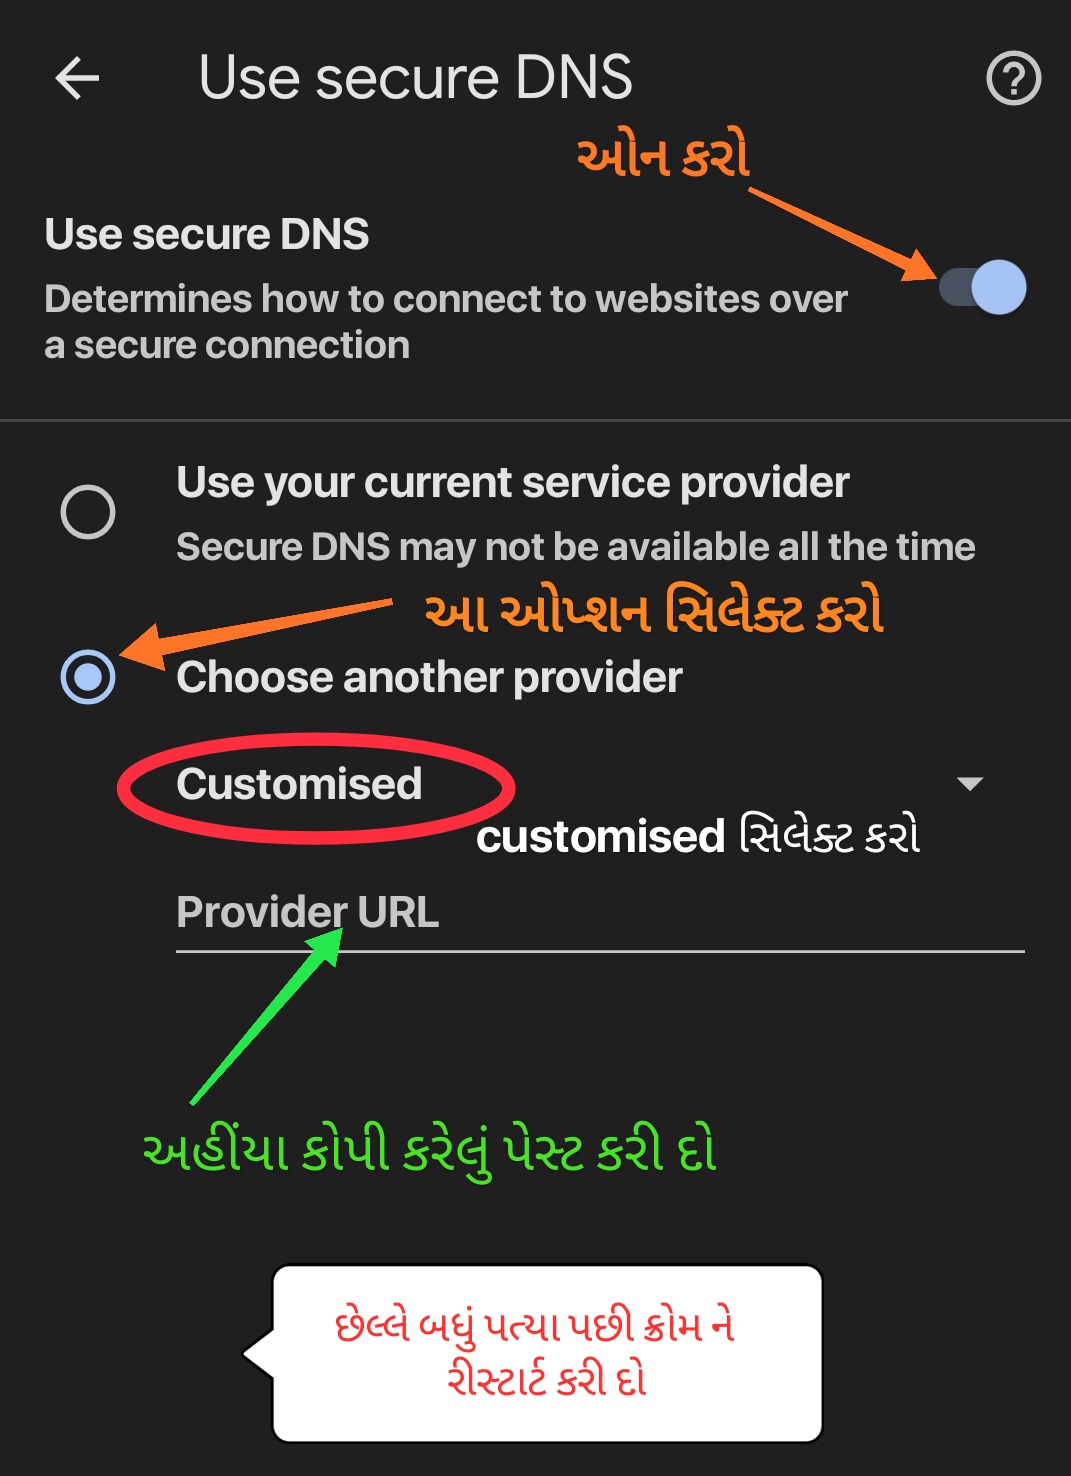 Use secure DNS
ઓન કરો
Use secure DNS
Determines how to connect to websites over
a secure connection
Use your current service provider
Secure DNS may not be available all the time
આ ઓપ્શન સિલેક્ટ કરો
Choose another provider
Customised
customised સિલેક્ટ કરો
Provider URL
અહીંયા કોપી કરેલું પેસ્ટ કરી દો
છેલ્લે બધું પત્યા પછી ક્રોમ ને
રીસ્ટાર્ટ કરી દો